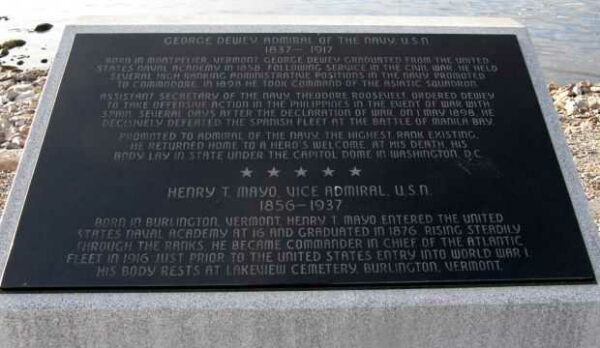 GEORGE DEWEY, ADMIRAL OF THE NAVY, U.S.N.
1837 – 1917
BORN IN MONTPELIER, VERMONT, GEORGE DEWEY GRADUATED FROM THE UNITED
STATES NAVAL ACADEMY IN 1858. FOLLOWING SERVICE IN THE CIVIL WAR, HE HELD
SEVERAL HIGH RANKING ADMINISTRATIVE POSITIONS IN THE NAVY. PROMOTED
TO COMMODORE, IN 1897 HE TOOK COMMAND OF THE ASIATIC SQUADRON.
ASSISTANT SECRETARY OF THE NAVY, THEODORE ROOSEVELT, ORDERED DEWEY
TO TAKE OFFENSIVE ACTION IN THE PHILIPPINES IN THE EVENT OF WAR WITH
SPAIN. SEVERAL DAYS AFTER THE DECLARATION OF WAR, ON 1 MAY 1898, HE
DECISIVELY DEFEATED THE SPANISH FLEET AT THE BATTLE OF MANILA BAY.
PROMOTED TO ADMIRAL OF THE NAVY, THE HIGHEST RANK EXISTING,
HE RETURNED HOME TO A HERO'S WELCOME. AT HIS DEATH, HIS
BODY LAY IN STATE UNDER THE CAPITOL DOME IN WASHINGTON, D.C.
HENRY T. MAYO, VICE ADMIRAL, U.S.N.
1856–1937
BORN IN BURLINGTON, VERMONT, HENRY T. MAYO ENTERED THE UNITED
STATES NAVAL ACADEMY AT 16 AND GRADUATED IN 1876. RISING STEADILY
THROUGH THE RANKS, HE BECAME COMMANDER IN CHIEF OF THE ATLANTIC
FLEET IN 1916 JUST PRIOR TO THE UNITED STATES ENTRY INTO WORLD WAR I.
HIS BODY RESTS AT LAKEVIEW CEMETERY, BURLINGTON, VERMONT.